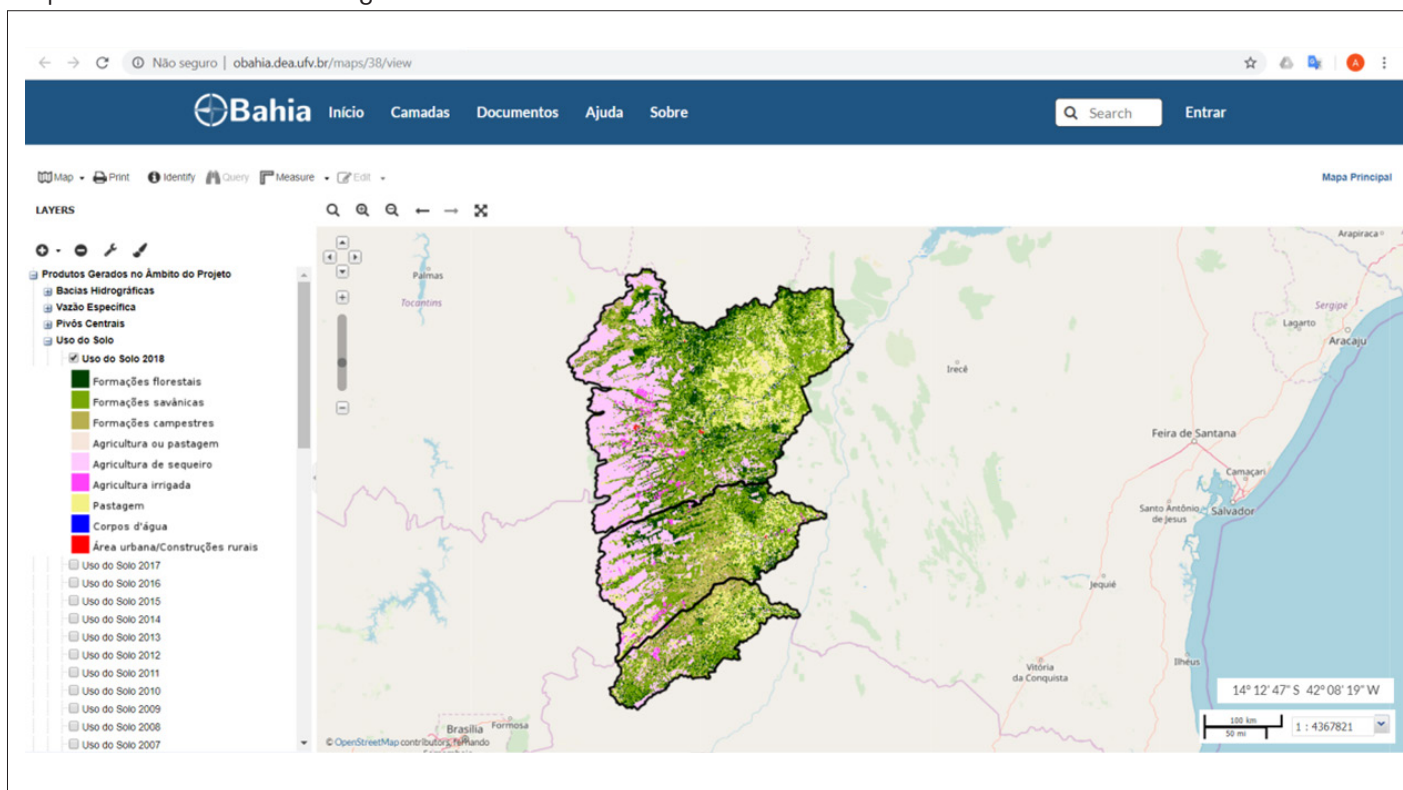 Não seguro | obahia.dea.ufv.br/maps/38/view
A
Bahia Início Camadas Documentos Ajuda Sobre Search Entrar
Map Print Identify Query Measure Edit Mapa Principal
LAYERS
Produtos Gerados no Âmbito do Projeto
Bacias Hidrográficas
Vazão Específica
Pivôs Centrais
Uso do Solo
Uso do Solo 2018
Formações florestais
Formações savânicas
Formações campestres
Agricultura ou pastagem
Agricultura de sequeiro
Agricultura irrigada
Pastagem
Corpos d'água
Área urbana/Construções rurais
Uso do Solo 2017
Uso do Solo 2016
Uso do Solo 2015
Uso do Solo 2014
Uso do Solo 2013
Uso do Solo 2012
Uso do Solo 2011
Uso do Solo 2010
Uso do Solo 2009
Uso do Solo 2008
Uso do Solo 2007
Arapiraca
Palmas
Tocantins
Sergipe
Lagarto
Aracaju
Irecê
Feira de Santana
Camaçari
Santo Antônio
de Jesus
Salvador
Jequié
Ilhéus
Vitória
da Conquista
Brasília
Formosa
© OpenStreetMap contributors, fernando
14° 12' 47" S 42° 08' 19" W
100 km
50 mi
1 : 4367821